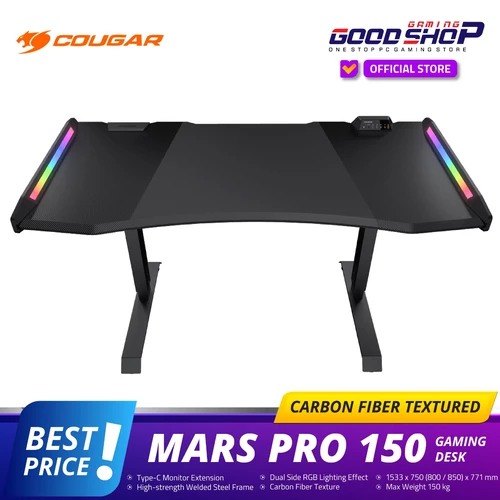 COUGAR
GAMING
GOODSHOP
ONE STOP PC GAMING STORE
OFFICIAL STORE
CARBON FIBER TEXTURED
BEST
PRICE!
MARS PRO 150 GAMING DESK
• Type-C Monitor Extension • Dual Side RGB Lighting Effect • 1533 x 750 (800 / 850) x 771 mm
• High-strength Welded Steel Frame • Carbon Fiber Texture • Max Weight 150 kg